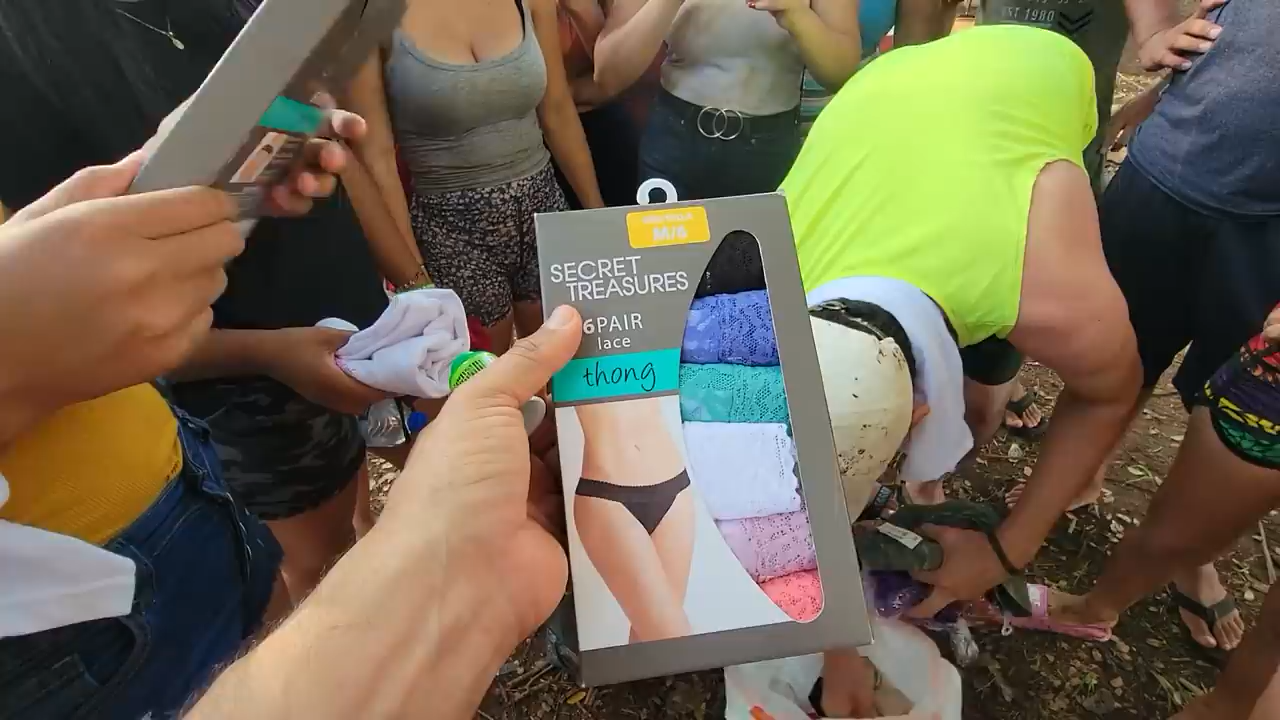 EST 1980
M/6
SECRET
TREASURES
6PAIR
lace
thong